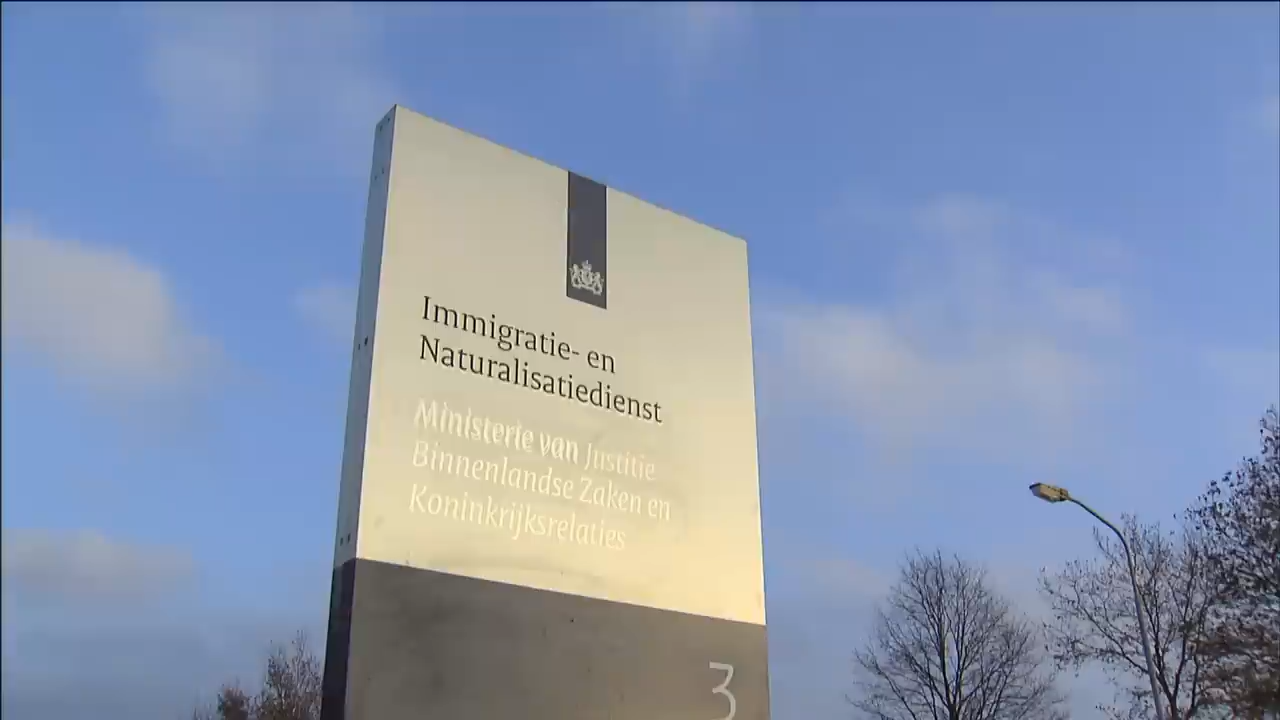 Immigratie- en
Naturalisatiedienst
Ministerie van Justitie
Binnenlandse Zaken en
Koninkrijksrelaties
3